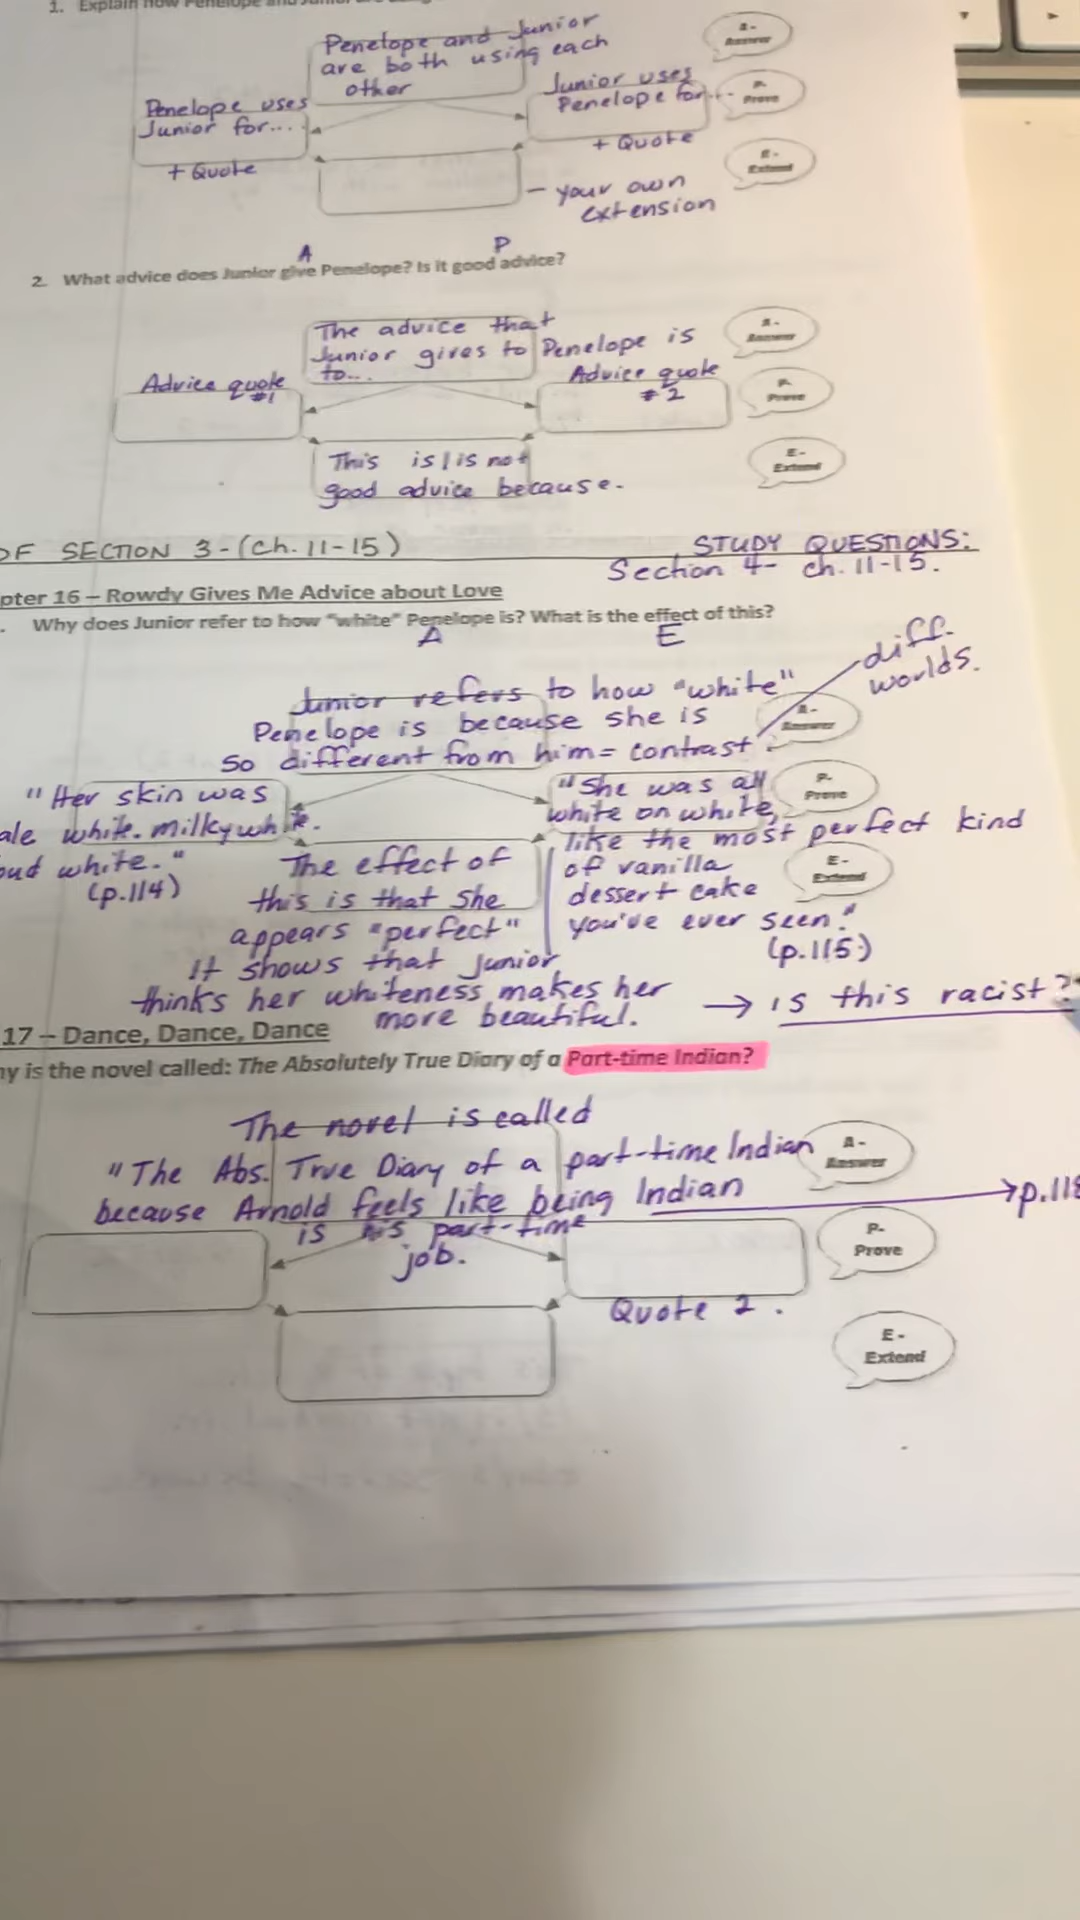 1. Explain how Penelope and Junior are using
Penelope and Junior
are both using each
other
A-
Answer
Penelope uses
Junior for....
+ Quote
Junior uses
Penelope for...
+ Quote
P-
Prove
E-
Extend
- your own
extension
A P
2. What advice does Junior give Penelope? Is it good advice?
The advice that
Junior gives to Penelope is
to...
A-
Answer
Advice quote
#1
Advice quote
#2
P-
Prove
This is/is not
good advice because.
E-
Extend
OF SECTION 3-(Ch. 11-15)
STUDY QUESTIONS:
Section 4- ch. 11-15.
pter 16 – Rowdy Gives Me Advice about Love
. Why does Junior refer to how "white" Penelope is? What is the effect of this?
A E
diff.
worlds.
Junior refers to how "white"
Penelope is because she is
so different from him = contrast
A-
Answer
"Her skin was
ale white. Milky white.
oud white."
(p.114)
"She was all
white on white,
like the most perfect kind
of vanilla
dessert cake
you've ever seen."
(p.115)
P-
Prove
E-
Extend
The effect of
this is that she
appears "perfect"
It shows that Junior
thinks her whiteness makes her
more beautiful.
→ is this racist?
17 – Dance, Dance, Dance
hy is the novel called: The Absolutely True Diary of a Part-time Indian?
The novel is called
"The Abs. True Diary of a part-time Indian
because Arnold feels like being Indian
is his part-time
job.
→p.118
A-
Answer
P-
Prove
Quote 2.
E-
Extend